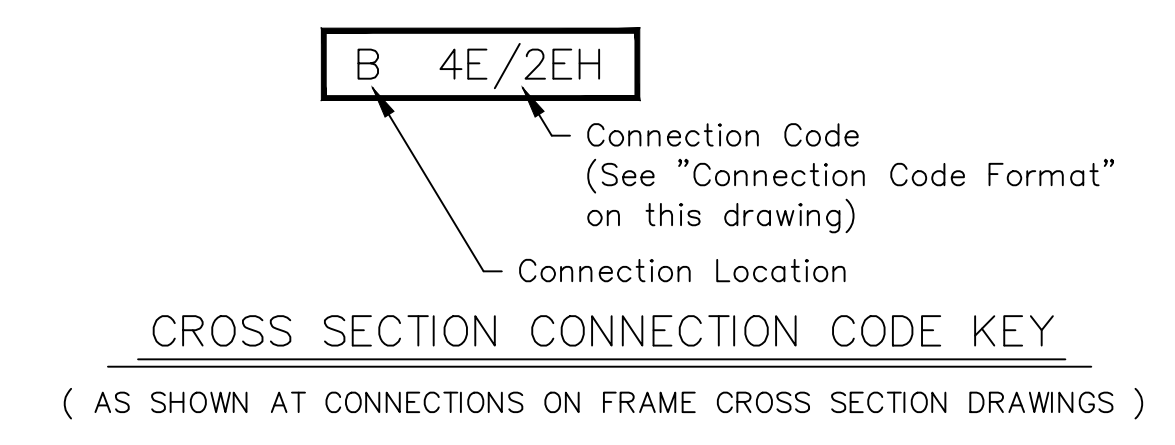 B 4E/2EH
Connection Code
(See "Connection Code Format"
on this drawing)
Connection Location
CROSS SECTION CONNECTION CODE KEY
( AS SHOWN AT CONNECTIONS ON FRAME CROSS SECTION DRAWINGS )